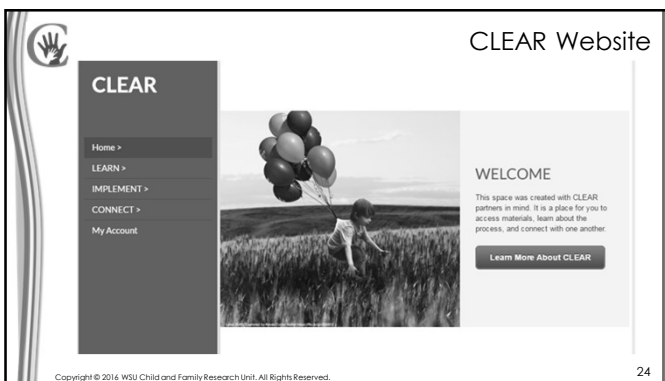 CLEAR Website
CLEAR
Home >
LEARN >
IMPLEMENT >
CONNECT >
My Account
WELCOME
This space was created with CLEAR
partners in mind. It is a place for you to
access materials, learn about the
process, and connect with one another.
Learn More About CLEAR
Copyright © 2016 WSU Child and Family Research Unit. All Rights Reserved.
24